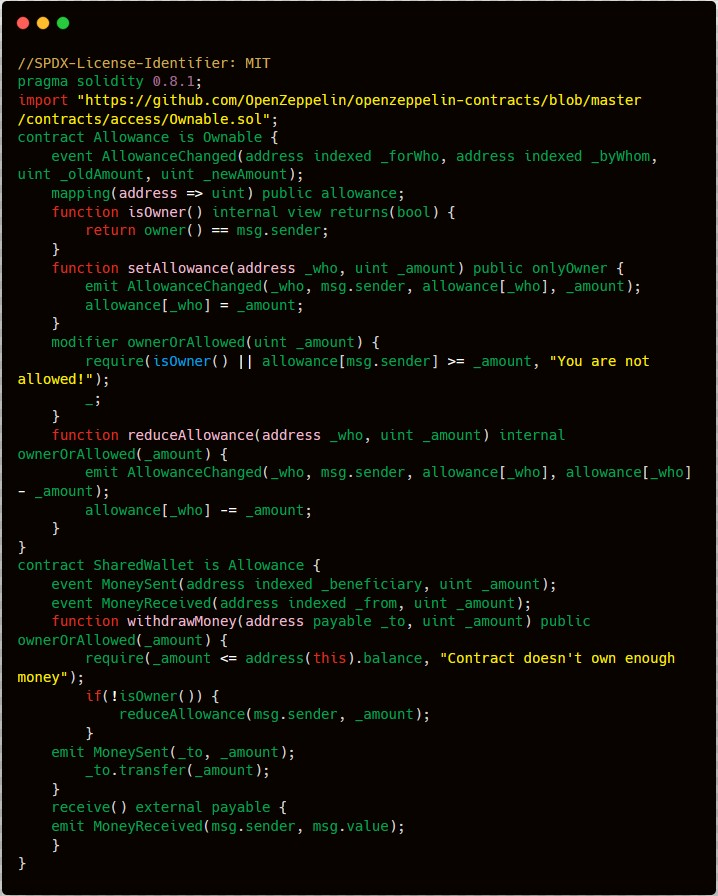 //SPDX-License-Identifier: MIT
pragma solidity 0.8.1;
import "https://github.com/OpenZeppelin/openzeppelin-contracts/blob/master
/contracts/access/Ownable.sol";
contract Allowance is Ownable {
    event AllowanceChanged(address indexed _forWho, address indexed _byWhom,
uint _oldAmount, uint _newAmount);
    mapping(address => uint) public allowance;
    function isOwner() internal view returns(bool) {
        return owner() == msg.sender;
    }
    function setAllowance(address _who, uint _amount) public onlyOwner {
        emit AllowanceChanged(_who, msg.sender, allowance[_who], _amount);
        allowance[_who] = _amount;
    }
    modifier ownerOrAllowed(uint _amount) {
        require(isOwner() || allowance[msg.sender] >= _amount, "You are not
allowed!");
        _;
    }
    function reduceAllowance(address _who, uint _amount) internal
ownerOrAllowed(_amount) {
        emit AllowanceChanged(_who, msg.sender, allowance[_who], allowance[_who]
- _amount);
        allowance[_who] -= _amount;
    }
}
contract SharedWallet is Allowance {
    event MoneySent(address indexed _beneficiary, uint _amount);
    event MoneyReceived(address indexed _from, uint _amount);
    function withdrawMoney(address payable _to, uint _amount) public
ownerOrAllowed(_amount) {
        require(_amount <= address(this).balance, "Contract doesn't own enough
money");
        if(!isOwner()) {
            reduceAllowance(msg.sender, _amount);
        }
    emit MoneySent(_to, _amount);
        _to.transfer(_amount);
    }
    receive() external payable {
    emit MoneyReceived(msg.sender, msg.value);
    }
}